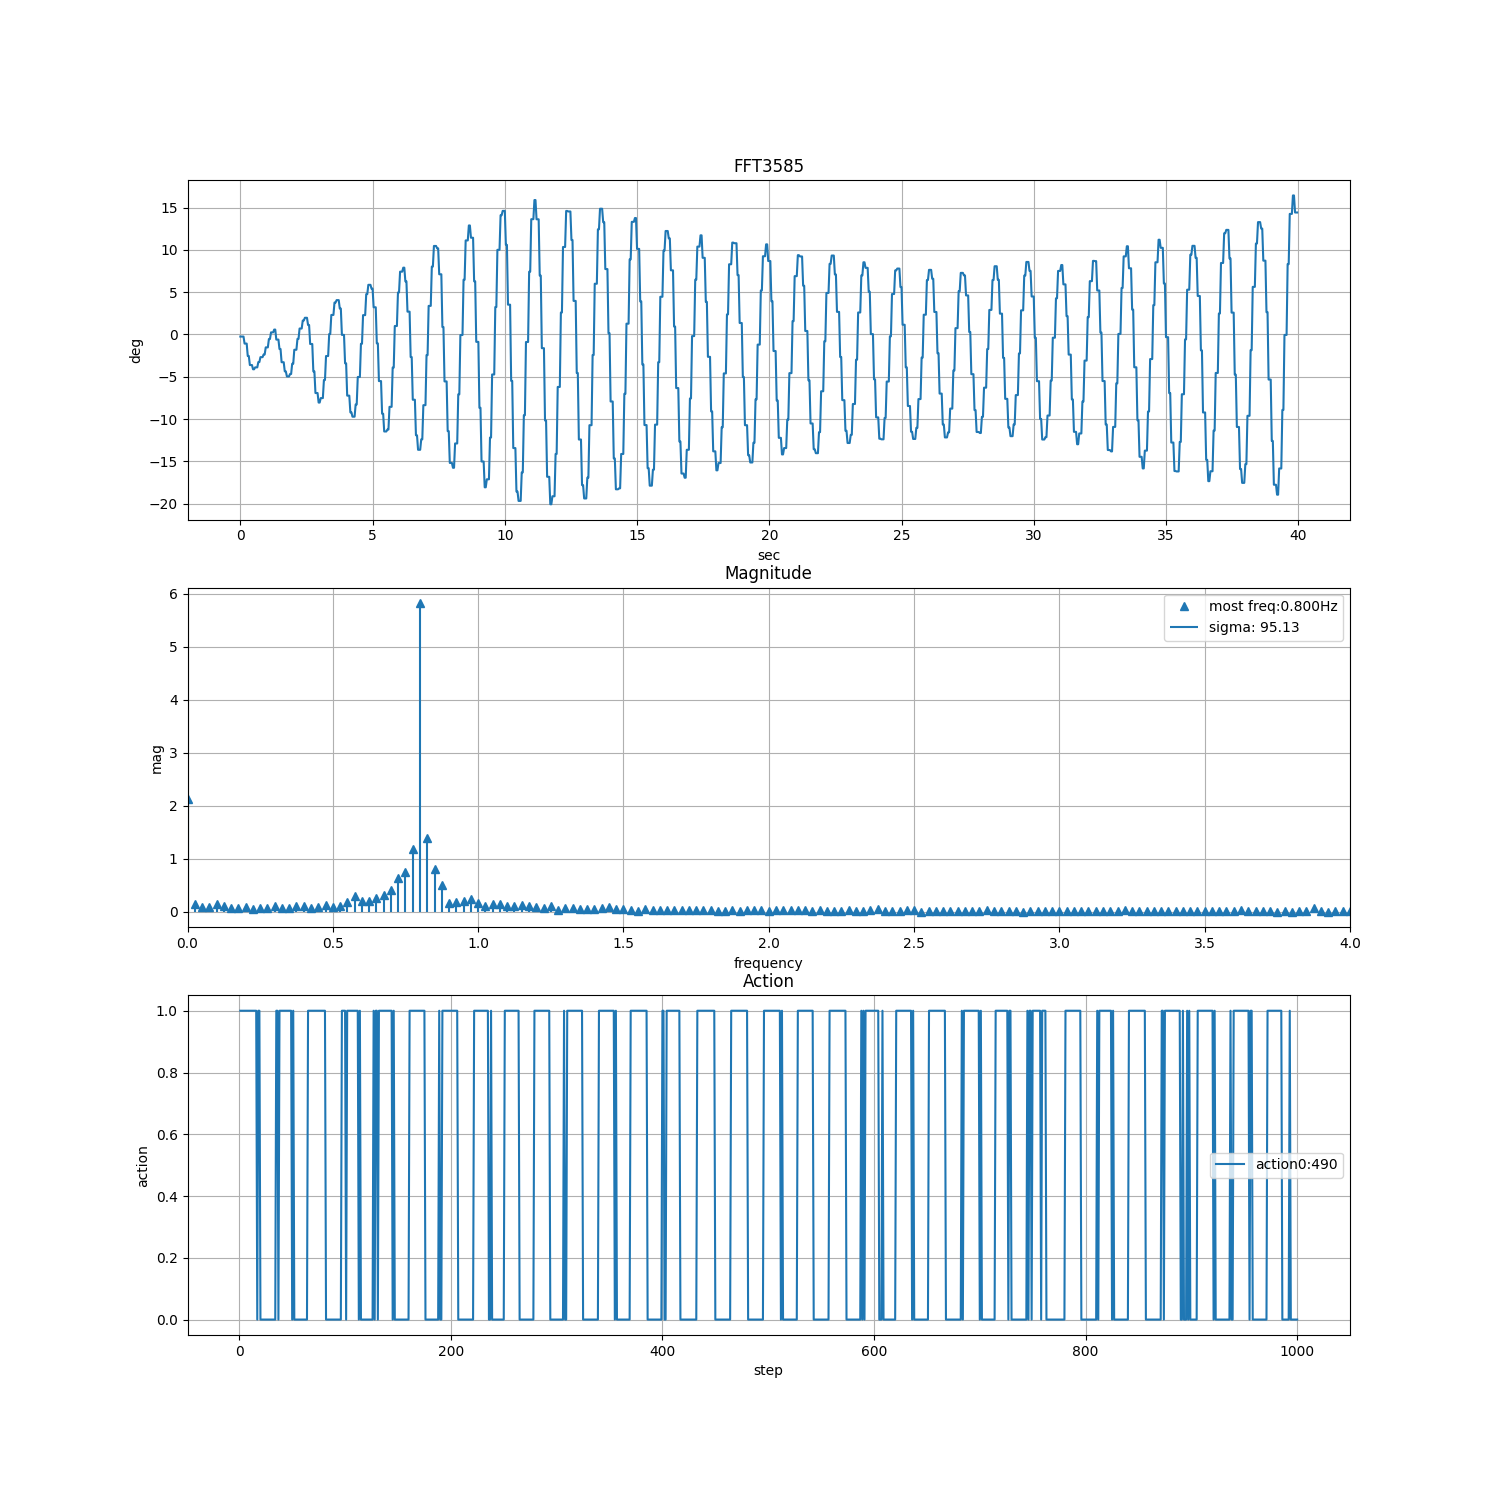 FFT3585
15
10
5
0
−5
−10
−15
−20
deg
0 5 10 15 20 25 30 35 40
sec
Magnitude
6
5
4
3
2
1
0
mag
most freq:0.800Hz
sigma: 95.13
0.0 0.5 1.0 1.5 2.0 2.5 3.0 3.5 4.0
frequency
Action
1.0
0.8
0.6
0.4
0.2
0.0
action
action0:490
0 200 400 600 800 1000
step